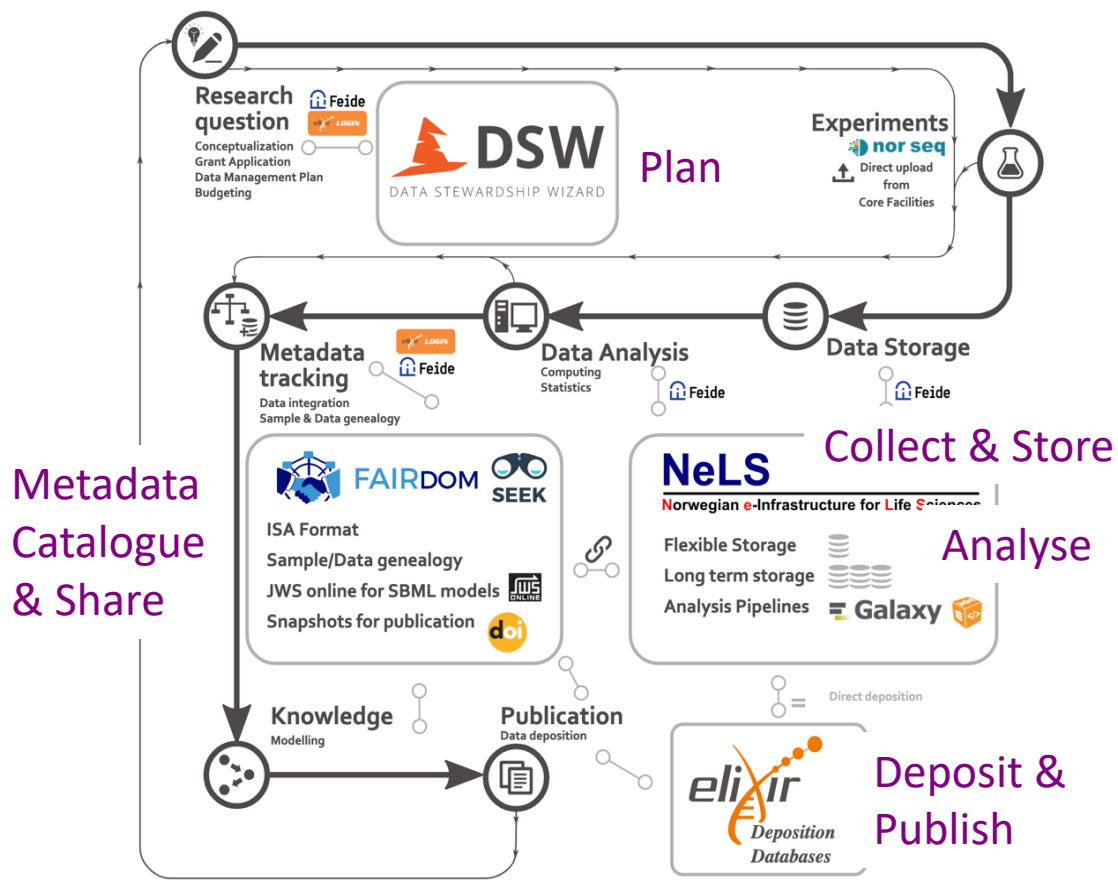 Research
question
Feide
elixir LOGIN
Conceptualization
Grant Application
Data Management Plan
Budgeting
DSW
DATA STEWARDSHIP WIZARD
Plan
Experiments
nor seq
Direct upload
from
Core Facilities
Metadata
tracking
Data integration
Sample & Data genealogy
elixir LOGIN
Feide
Data Analysis
Computing
Statistics
Feide
Data Storage
Feide
Metadata
Catalogue
& Share
FAIRDOM
SEEK
ISA Format
Sample/Data genealogy
JWS online for SBML models
JWS
ONLINE
Snapshots for publication
doi
Collect & Store
NeLS
Norwegian e-Infrastructure for Life Sciences
Analyse
Flexible Storage
Long term storage
Analysis Pipelines
Galaxy
Knowledge
Modelling
Publication
Data deposition
= Direct deposition
elixir
Deposition
Databases
Deposit &
Publish